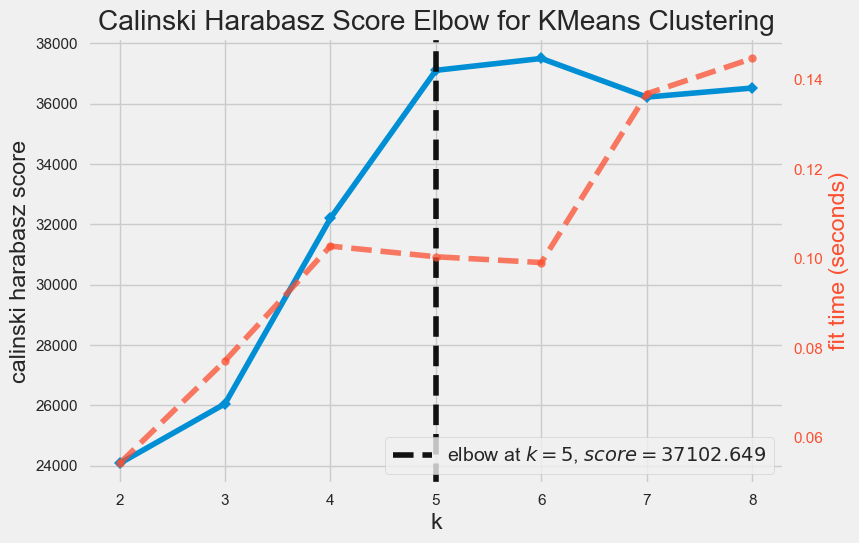 Calinski Harabasz Score Elbow for KMeans Clustering
calinski harabasz score
38000
36000
34000
32000
30000
28000
26000
24000
0.14
0.12
0.10
0.08
0.06
fit time (seconds)
elbow at k = 5, score = 37102.649
2 3 4 5 6 7 8
k